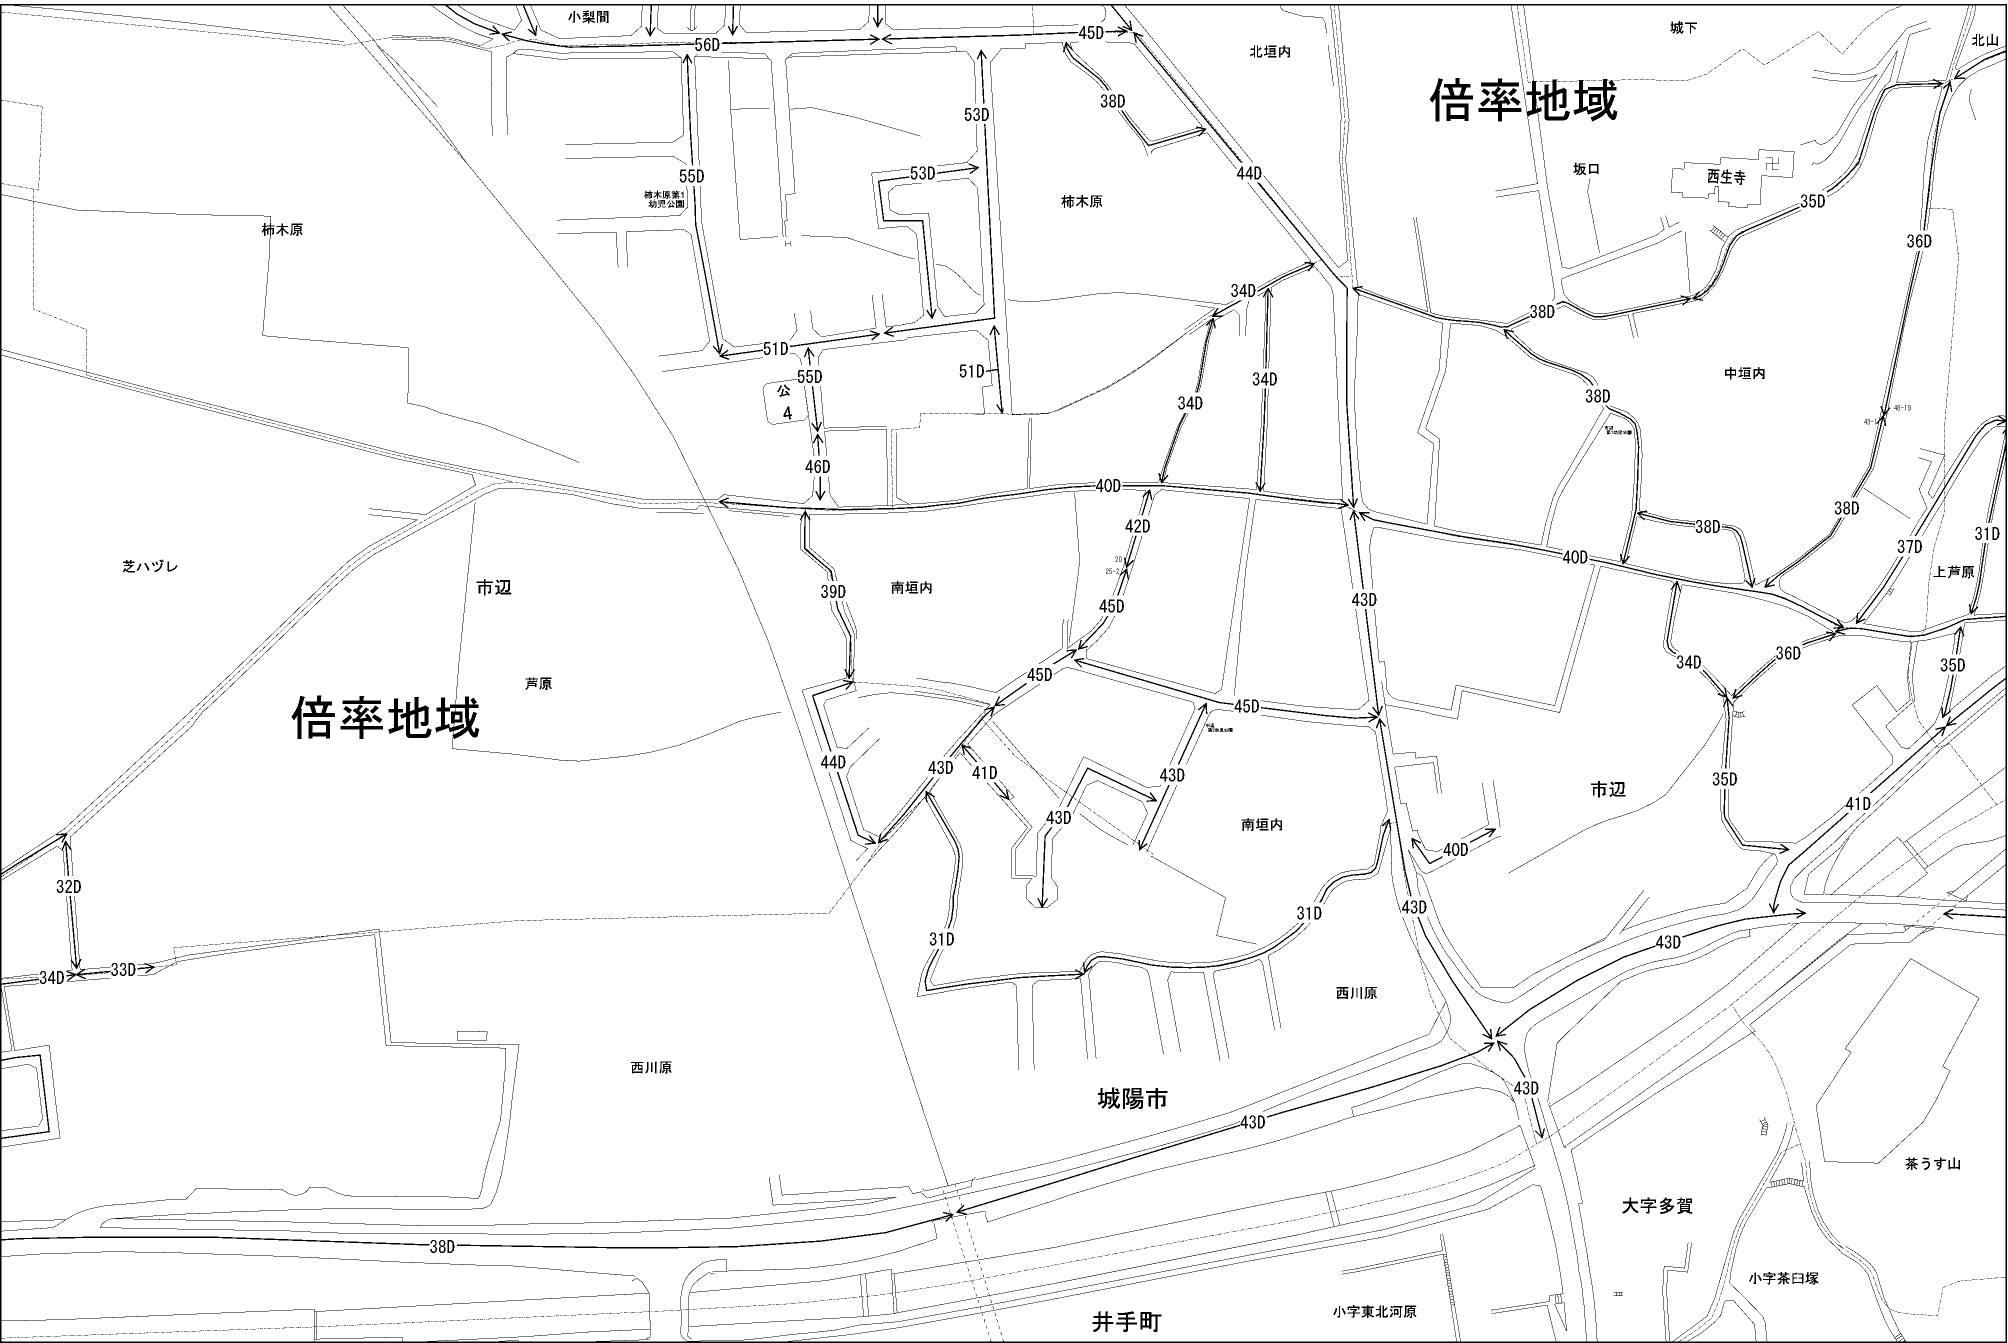 小梨間
56D
45D
北垣内
城下
北山
倍率地域
38D
53D
44D
坂口
西生寺
55D
53D
柿木原第1
幼児公園
柿木原
35D
柿木原
36D
34D
38D
51D
55D
51D
34D
中垣内
公
4
34D
38D
48-18
46D
40D
42D
38D
38D
31D
37D
40D
芝ハヅレ
市辺
南垣内
39D
20
25-2
45D
43D
上芦原
36D
35D
34D
45D
芦原
倍率地域
45D
44D
43D
41D
43D
35D
市辺
41D
43D
南垣内
40D
32D
31D
31D
43D
43D
34D
33D
西川原
西川原
城陽市
43D
43D
茶うす山
大字多賀
38D
小字茶臼塚
井手町
小字東北河原